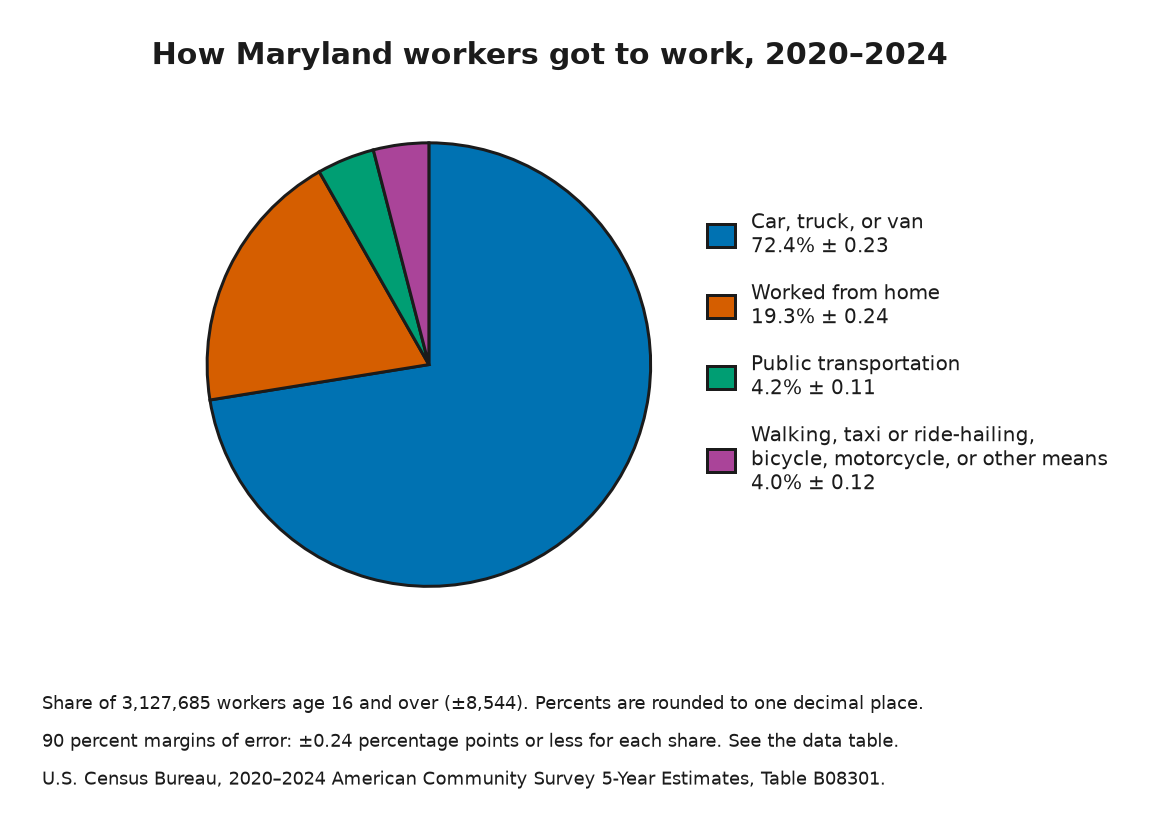 How Maryland workers got to work, 2020–2024
Car, truck, or van
72.4% ± 0.23
Worked from home
19.3% ± 0.24
Public transportation
4.2% ± 0.11
Walking, taxi or ride-hailing,
bicycle, motorcycle, or other means
4.0% ± 0.12
Share of 3,127,685 workers age 16 and over (±8,544). Percents are rounded to one decimal place.
90 percent margins of error: ±0.24 percentage points or less for each share. See the data table.
U.S. Census Bureau, 2020–2024 American Community Survey 5-Year Estimates, Table B08301.